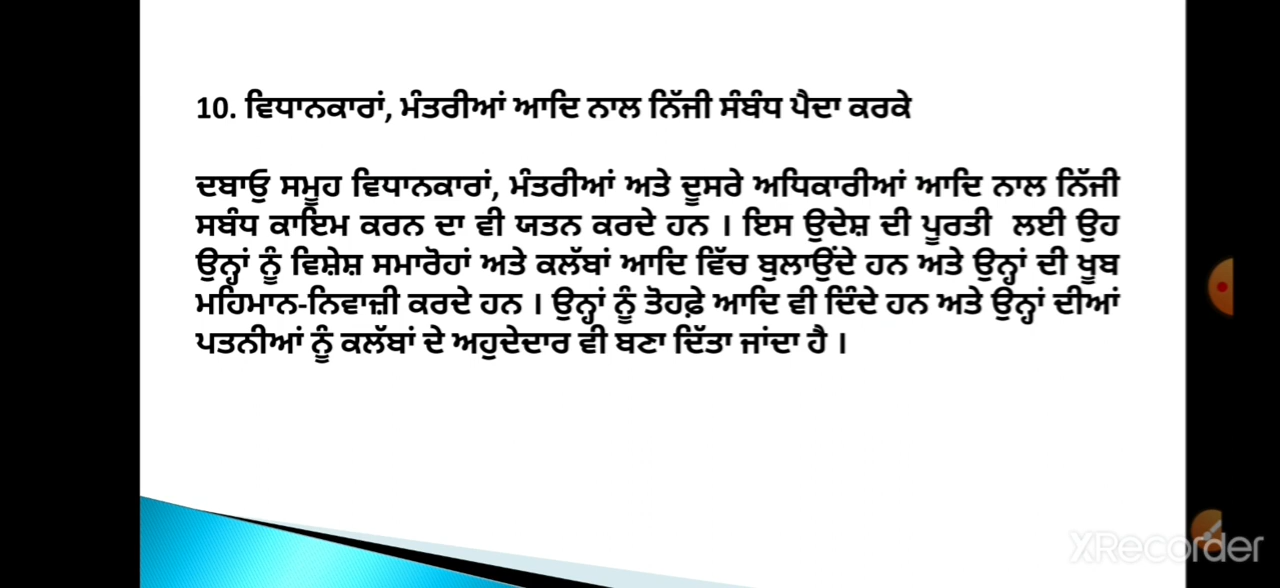 10. ਵਿਧਾਨਕਾਰਾਂ, ਮੰਤਰੀਆਂ ਆਦਿ ਨਾਲ ਨਿੱਜੀ ਸੰਬੰਧ ਪੈਦਾ ਕਰਕੇ
ਦਬਾਓੁ ਸਮੂਹ ਵਿਧਾਨਕਾਰਾਂ, ਮੰਤਰੀਆਂ ਅਤੇ ਦੂਸਰੇ ਅਧਿਕਾਰੀਆਂ ਆਦਿ ਨਾਲ ਨਿੱਜੀ
ਸਬੰਧ ਕਾਇਮ ਕਰਨ ਦਾ ਵੀ ਯਤਨ ਕਰਦੇ ਹਨ । ਇਸ ਉਦੇਸ਼ ਦੀ ਪੂਰਤੀ ਲਈ ਉਹ
ਉਨ੍ਹਾਂ ਨੂੰ ਵਿਸ਼ੇਸ਼ ਸਮਾਰੋਹਾਂ ਅਤੇ ਕਲੱਬਾਂ ਆਦਿ ਵਿੱਚ ਬੁਲਾਉਂਦੇ ਹਨ ਅਤੇ ਉਨ੍ਹਾਂ ਦੀ ਖੂਬ
ਮਹਿਮਾਨ-ਨਿਵਾਜ਼ੀ ਕਰਦੇ ਹਨ । ਉਨ੍ਹਾਂ ਨੂੰ ਤੋਹਫ਼ੇ ਆਦਿ ਵੀ ਦਿੰਦੇ ਹਨ ਅਤੇ ਉਨ੍ਹਾਂ ਦੀਆਂ
ਪਤਨੀਆਂ ਨੂੰ ਕਲੱਬਾਂ ਦੇ ਅਹੁਦੇਦਾਰ ਵੀ ਬਣਾ ਦਿੱਤਾ ਜਾਂਦਾ ਹੈ ।
XRecorder